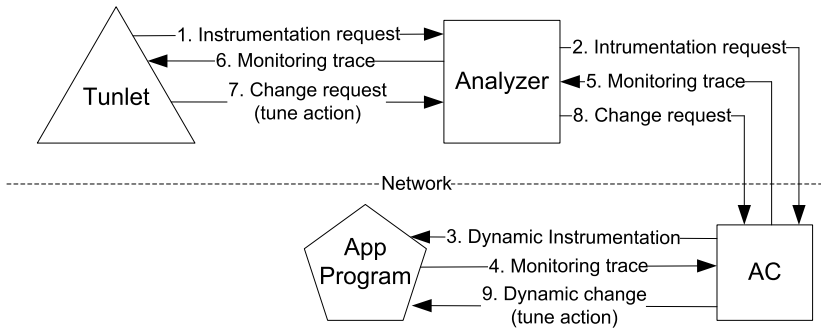 1. Instrumentation request
2. Intrumentation request
6. Monitoring trace
Tunlet
Analyzer
5. Monitoring trace
7. Change request
(tune action)
8. Change request
Network
3. Dynamic Instrumentation
App
Program
4. Monitoring trace
AC
9. Dynamic change
(tune action)